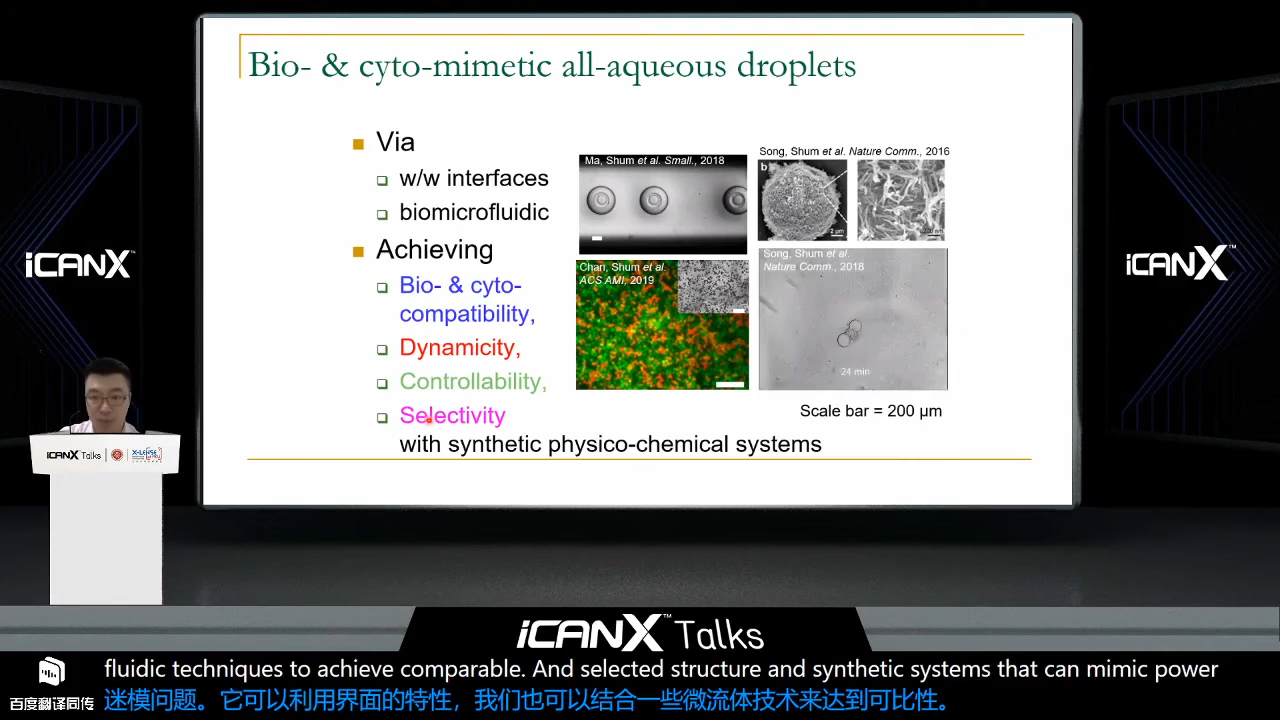 Bio- & cyto-mimetic all-aqueous droplets
Via
w/w interfaces
biomicrofluidic
Achieving
Bio- & cyto-
compatibility,
Dynamicity,
Controllability,
Selectivity
with synthetic physico-chemical systems
Ma, Shum et al. Small., 2018
Song, Shum et al. Nature Comm., 2016
b
2 μm
Chan, Shum et al.
ACS AMI, 2019
Song, Shum et al.
Nature Comm., 2018
24 min
Scale bar = 200 μm
iCANX™
iCANX™
iCANX Talks
X-LENSE
iCANX™ Talks
fluidic techniques to achieve comparable. And selected structure and synthetic systems that can mimic power
百度翻译同传
迷模问题。它可以利用界面的特性，我们也可以结合一些微流体技术来达到可比性。